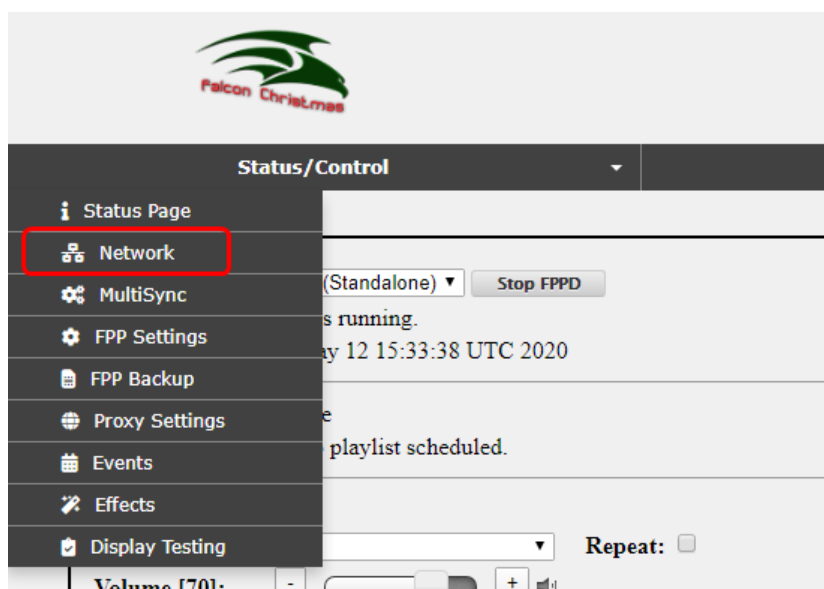 Falcon Christmas
Status/Control
Status Page
Network
MultiSync
(Standalone) Stop FPPD
FPP Settings
s running.
ay 12 15:33:38 UTC 2020
FPP Backup
Proxy Settings
e
playlist scheduled.
Events
Effects
Display Testing
Repeat:
Volume [70]: - +